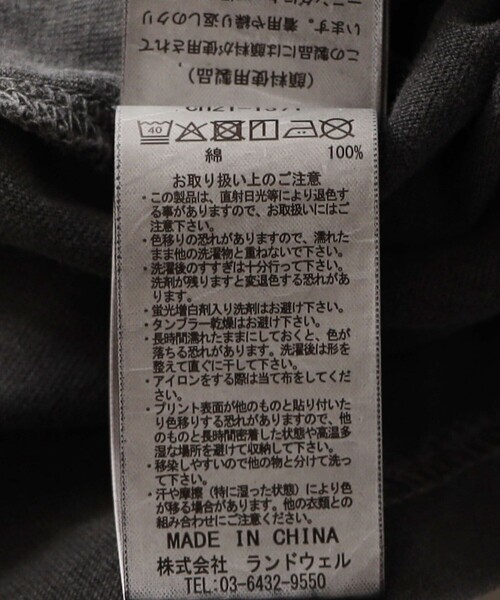 (顔料使用製品)
この製品には顔料が使用されて
います。着用や繰り返しのクリ
40
綿 100%
お取り扱い上のご注意
・この製品は、直射日光等により退色す
る事がありますので、お取扱いにはご
注意下さい。
・色移りの恐れがありますので、濡れた
まま他の洗濯物と重ねないで下さい。
・洗濯後のすすぎは十分行って下さい。
洗剤が残りますと変退色する恐れがあ
ります。
・蛍光増白剤入り洗剤はお避け下さい。
・タンブラー乾燥はお避け下さい。
・長時間濡れたままにしておくと、色が
落ちる恐れがあります。洗濯後は形を
整えて直ぐに干して下さい。
・アイロンをする際は当て布をしてくだ
さい。
・プリント表面が他のものと貼り付いた
り色移りする恐れがありますので、他
のものと長時間密着した状態や高温多
湿な場所を避けて収納して下さい。
・移染しやすいので他の物と分けて洗っ
て下さい。
・汗や摩擦（特に湿った状態）により色
が移る場合があります。他の衣類との
組み合わせにご注意ください。
MADE IN CHINA
株式会社 ランドウェル
TEL:03-6432-9550